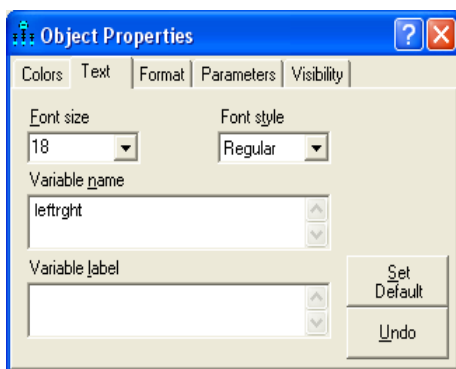 Object Properties
Colors Text Format Parameters Visibility
Font size Font style
18 Regular
Variable name
leftrght
Variable label
Set
Default
Undo